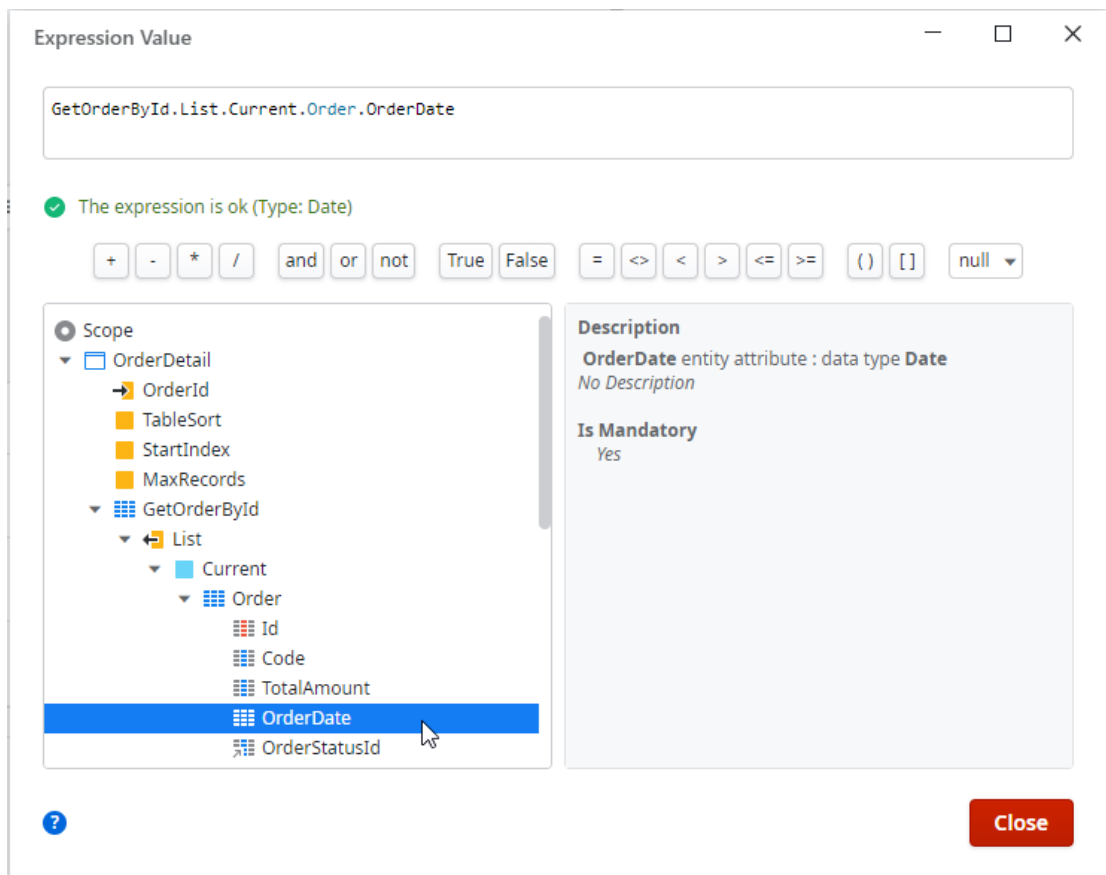 Expression Value
GetOrderById.List.Current.Order.OrderDate
The expression is ok (Type: Date)
+ - * / and or not True False = <> < > <= >= () [] null
Scope
OrderDetail
OrderId
TableSort
StartIndex
MaxRecords
GetOrderById
List
Current
Order
Id
Code
TotalAmount
OrderDate
OrderStatusId
Description
OrderDate entity attribute : data type Date
No Description
Is Mandatory
Yes
?
Close